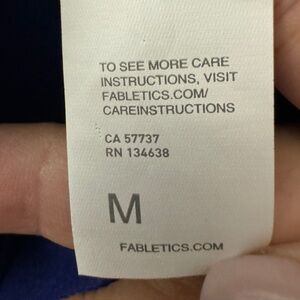 TO SEE MORE CARE
INSTRUCTIONS, VISIT
FABLETICS.COM/
CAREINSTRUCTIONS
CA 57737
RN 134638
M
FABLETICS.COM